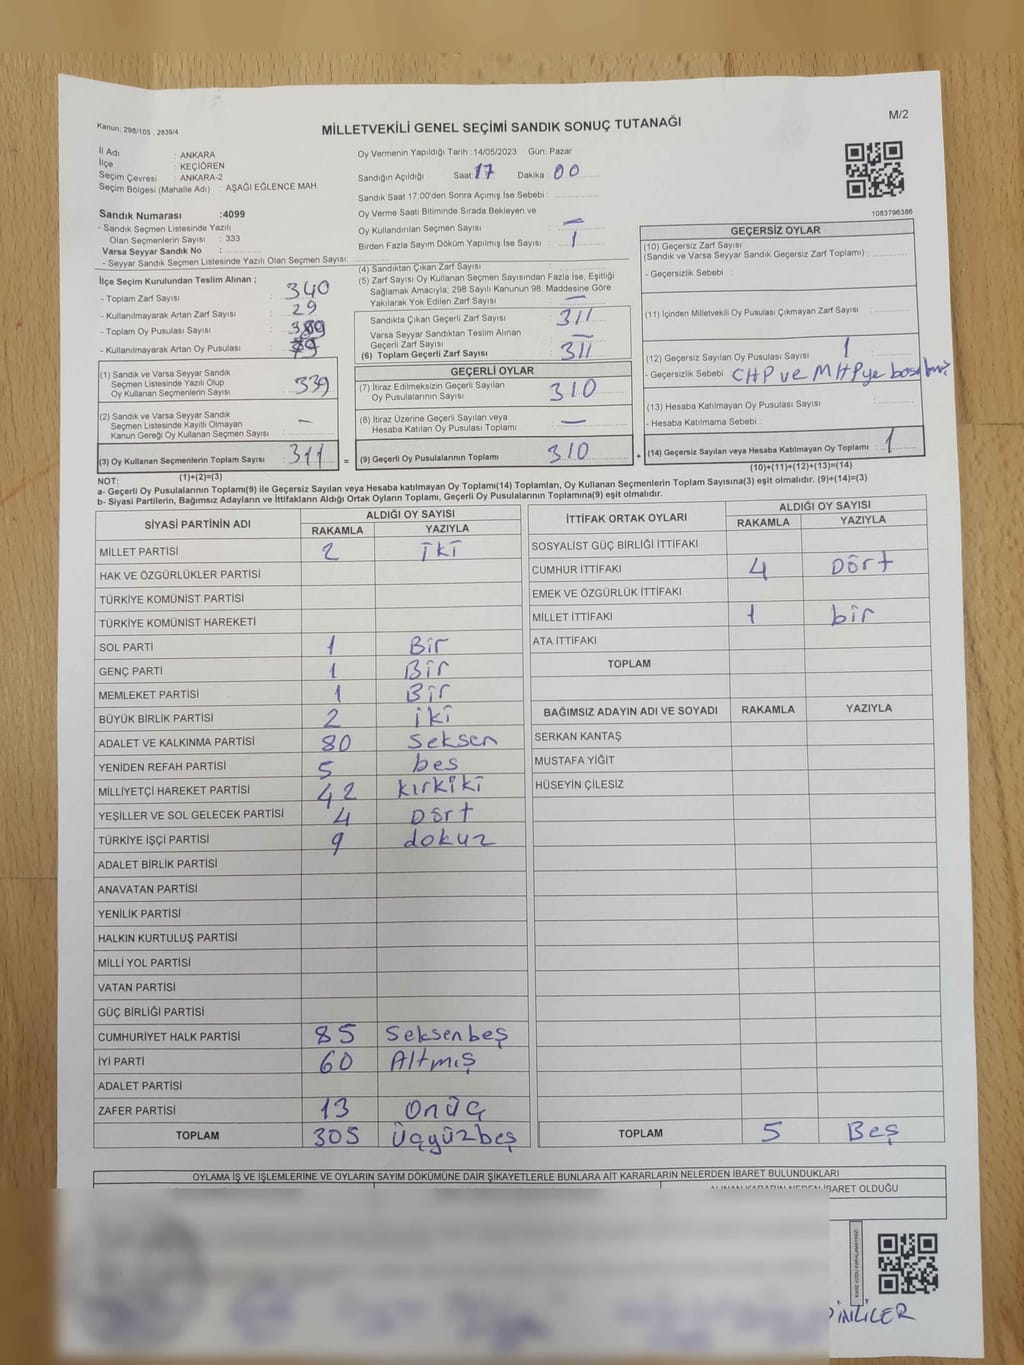 Kanun: 298/105 , 2839/4
M/2
MİLLETVEKİLİ GENEL SEÇİMİ SANDIK SONUÇ TUTANAĞI
İl Adı : ANKARA
İlçe : KEÇİÖREN
Seçim Çevresi : ANKARA-2
Seçim Bölgesi (Mahalle Adı) : AŞAĞI EĞLENCE MAH.
Sandık Numarası :4099
- Sandık Seçmen Listesinde Yazılı
Olan Seçmenlerin Sayısı : 333
Varsa Seyyar Sandık No :
- Seyyar Sandık Seçmen Listesinde Yazılı Olan Seçmen Sayısı:
Oy Vermenin Yapıldığı Tarih :14/05/2023 Gün: Pazar
Sandığın Açıldığı Saat: 17 Dakika 00
Sandık Saat 17:00'den Sonra Açımış İse Sebebi :
Oy Verme Saati Bitiminde Sırada Bekleyen ve
Oy Kullandırılan Seçmen Sayısı : —
Birden Fazla Sayım Döküm Yapılmış İse Sayısı : 1
1083796386
İlçe Seçim Kurulundan Teslim Alınan ;
- Toplam Zarf Sayısı : 340
- Kullanılmayarak Artan Zarf Sayısı : 29
- Toplam Oy Pusulası Sayısı :
- Kullanılmayarak Artan Oy Pusulası :
(1) Sandık ve Varsa Seyyar Sandık
Seçmen Listesinde Yazılı Olup
Oy Kullanan Seçmenlerin Sayısı : 339
(2) Sandık ve Varsa Seyyar Sandık
Seçmen Listesinde Kayıtlı Olmayan
Kanun Gereği Oy Kullanan Seçmen Sayısı : —
(3) Oy Kullanan Seçmenlerin Toplam Sayısı : 311 =
(1)+(2)=(3)
(4) Sandıktan Çıkan Zarf Sayısı :
(5) Zarf Sayısı Oy Kullanan Seçmen Sayısından Fazla İse, Eşitliği
Sağlamak Amacıyla, 298 Sayılı Kanunun 98. Maddesine Göre
Yakılarak Yok Edilen Zarf Sayısı : —
Sandıkta Çıkan Geçerli Zarf Sayısı : 311
Varsa Seyyar Sandıktan Teslim Alınan
Geçerli Zarf Sayısı : —
(6) Toplam Geçerli Zarf Sayısı : 311
GEÇERLİ OYLAR
(7) İtiraz Edilmeksizin Geçerli Sayılan
Oy Pusulalarının Sayısı : 310
(8) İtiraz Üzerine Geçerli Sayılan veya
Hesaba Katılan Oy Pusulası Toplamı : —
(9) Geçerli Oy Pusulalarının Toplamı : 310 +
GEÇERSİZ OYLAR
(10) Geçersiz Zarf Sayısı
(Sandık ve Varsa Seyyar Sandık Geçersiz Zarf Toplamı) :
- Geçersizlik Sebebi :
(11) İçinden Milletvekili Oy Pusulası Çıkmayan Zarf Sayısı :
(12) Geçersiz Sayılan Oy Pusulası Sayısı : 1
- Geçersizlik Sebebi : CHP ve MHPye
(13) Hesaba Katılmayan Oy Pusulası Sayısı :
- Hesaba Katılmama Sebebi :
(14) Geçersiz Sayılan veya Hesaba Katılmayan Oy Toplamı : 1
(10)+(11)+(12)+(13)=(14)
NOT:
a- Geçerli Oy Pusulalarının Toplamı(9) ile Geçersiz Sayılan veya Hesaba katılmayan Oy Toplamı(14) Toplamları, Oy Kullanan Seçmenlerin Toplam Sayısına(3) eşit olmalıdır. (9)+(14)=(3)
b- Siyasi Partilerin, Bağımsız Adayların ve İttifakların Aldığı Ortak Oyların Toplamı, Geçerli Oy Pusulalarının Toplamına(9) eşit olmalıdır.
SİYASİ PARTİNİN ADI ALDIĞI OY SAYISI
RAKAMLA YAZIYLA
MİLLET PARTİSİ 2 iki
HAK VE ÖZGÜRLÜKLER PARTİSİ
TÜRKİYE KOMÜNİST PARTİSİ
TÜRKİYE KOMÜNİST HAREKETİ
SOL PARTİ 1 Bir
GENÇ PARTİ 1 Bir
MEMLEKET PARTİSİ 1 Bir
BÜYÜK BİRLİK PARTİSİ 2 iki
ADALET VE KALKINMA PARTİSİ 80 Seksen
YENİDEN REFAH PARTİSİ 5 bes
MİLLİYETÇİ HAREKET PARTİSİ 42 kırkiki
YEŞİLLER VE SOL GELECEK PARTİSİ 4 Dört
TÜRKİYE İŞÇİ PARTİSİ 9 dokuz
ADALET BİRLİK PARTİSİ
ANAVATAN PARTİSİ
YENİLİK PARTİSİ
HALKIN KURTULUŞ PARTİSİ
MİLLİ YOL PARTİSİ
VATAN PARTİSİ
GÜÇ BİRLİĞİ PARTİSİ
CUMHURİYET HALK PARTİSİ 85 Seksenbeş
İYİ PARTİ 60 Altmış
ADALET PARTİSİ
ZAFER PARTİSİ 13 Onüç
TOPLAM 305 Üçyüzbeş
İTTİFAK ORTAK OYLARI ALDIĞI OY SAYISI
RAKAMLA YAZIYLA
SOSYALİST GÜÇ BİRLİĞİ İTTİFAKI
CUMHUR İTTİFAKI 4 Dört
EMEK VE ÖZGÜRLÜK İTTİFAKI
MİLLET İTTİFAKI 1 bir
ATA İTTİFAKI
TOPLAM
BAĞIMSIZ ADAYIN ADI VE SOYADI RAKAMLA YAZIYLA
SERKAN KANTAŞ
MUSTAFA YİĞİT
HÜSEYİN ÇİLESİZ
TOPLAM 5 Beş
OYLAMA İŞ VE İŞLEMLERİNE VE OYLARIN SAYIM DÖKÜMÜNE DAİR ŞİKAYETLERLE BUNLARA AİT KARARLARIN NELERDEN İBARET BULUNDUKLARI
ALINAN KARARIN NEDEN İBARET OLDUĞU